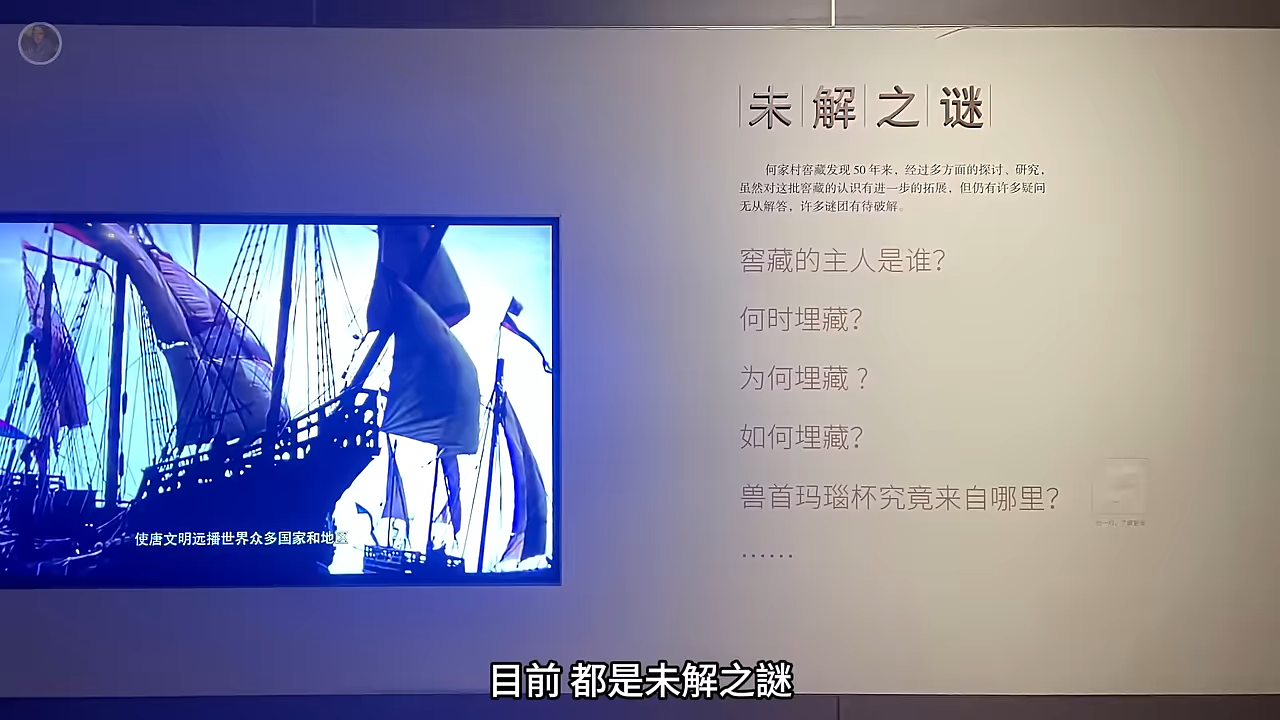 未解之谜
何家村窖藏发现 50 年来，经过多方面的探讨、研究，
虽然对这批窖藏的认识有进一步的拓展，但仍有许多疑问
无从解答，许多谜团有待破解。
窖藏的主人是谁？
何时埋藏？
为何埋藏？
如何埋藏？
兽首玛瑙杯究竟来自哪里？
······
使唐文明远播世界众多国家和地区
目前 都是未解之謎